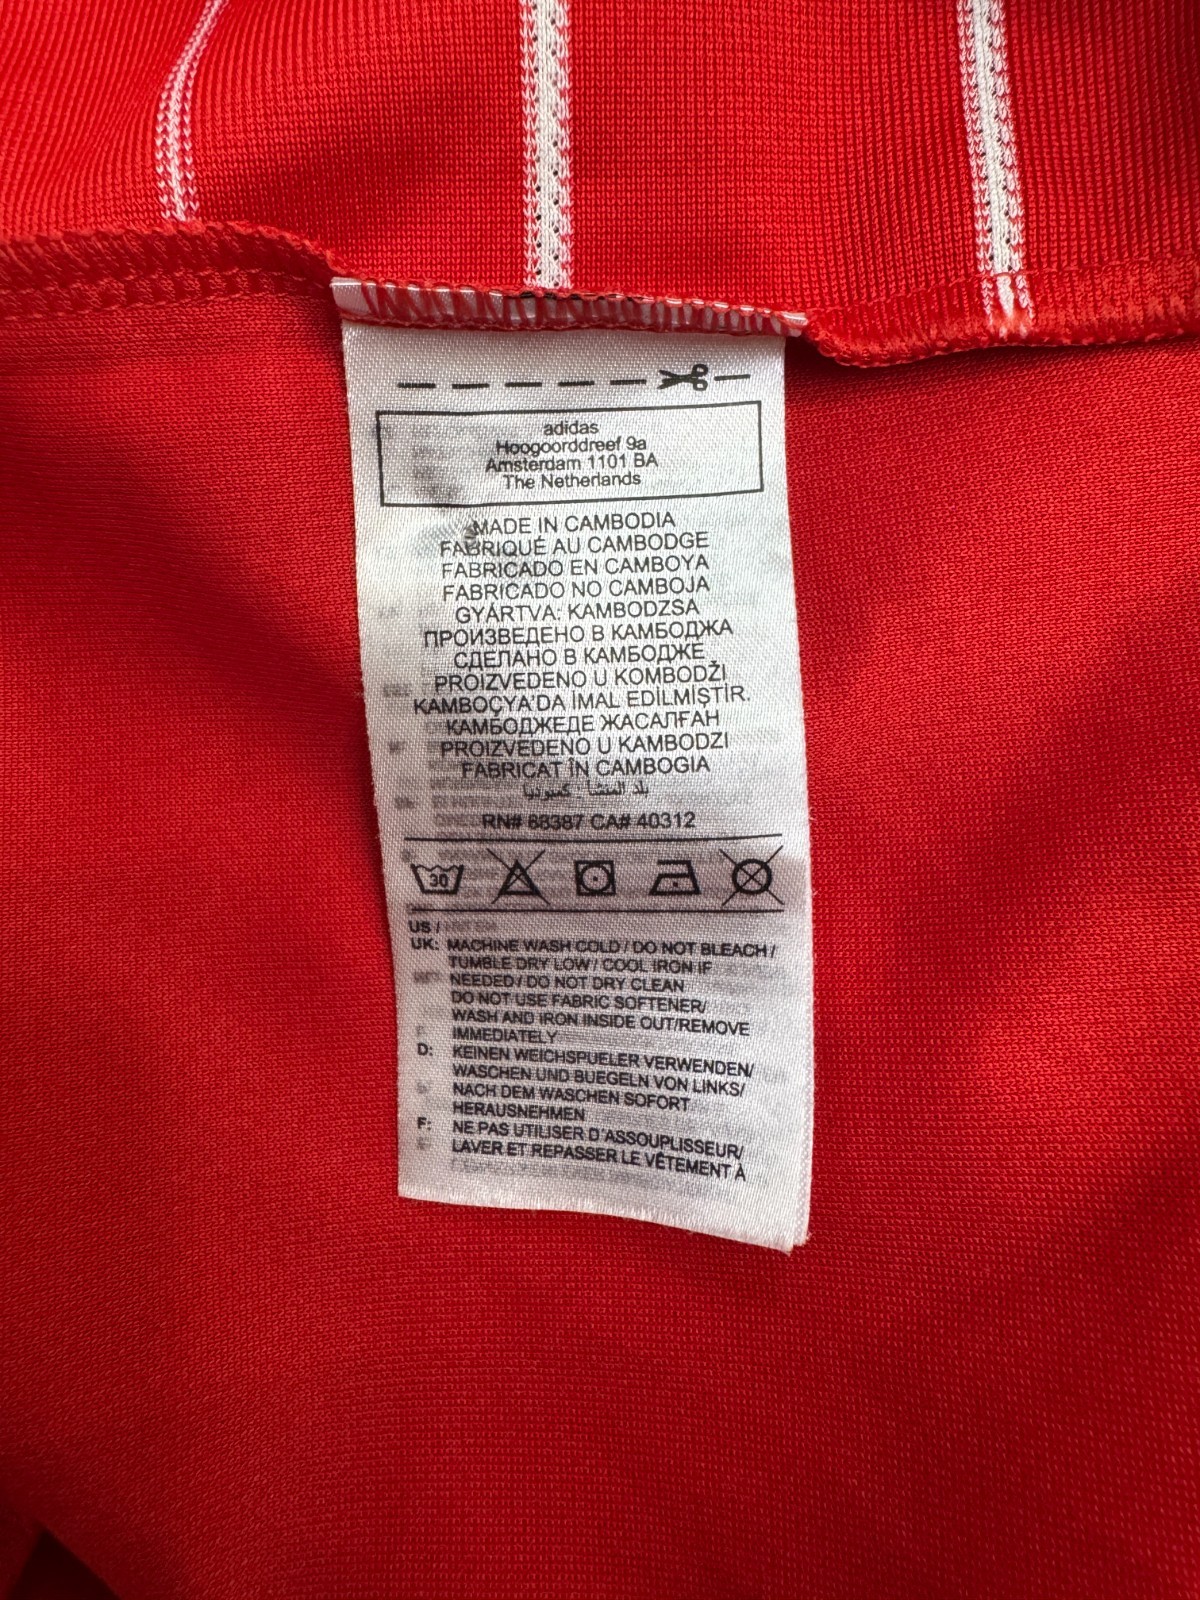 adidas
Hoogoorddreef 9a
Amsterdam 1101 BA
The Netherlands
MADE IN CAMBODIA
FABRIQUÉ AU CAMBODGE
FABRICADO EN CAMBOYA
FABRICADO NO CAMBOJA
GYÁRTVA: KAMBODZSA
ПРОИЗВЕДЕНО В КАМБОДЖА
СДЕЛАНО В КАМБОДЖЕ
PROIZVEDENO U KOMBODŽI
KAMBOÇYA'DA İMAL EDİLMİŞTİR.
КАМБОДЖЕДЕ ЖАСАЛҒАН
PROIZVEDENO U KAMBODZI
FABRICAT ÎN CAMBOGIA
بلد المنشأ - كمبوديا
RN# 88387 CA# 40312
30
US /
UK: MACHINE WASH COLD / DO NOT BLEACH /
TUMBLE DRY LOW / COOL IRON IF
NEEDED / DO NOT DRY CLEAN
DO NOT USE FABRIC SOFTENER/
WASH AND IRON INSIDE OUT/REMOVE
IMMEDIATELY
D: KEINEN WEICHSPUELER VERWENDEN/
WASCHEN UND BUEGELN VON LINKS/
NACH DEM WASCHEN SOFORT
HERAUSNEHMEN
F: NE PAS UTILISER D'ASSOUPLISSEUR/
LAVER ET REPASSER LE VÊTEMENT À